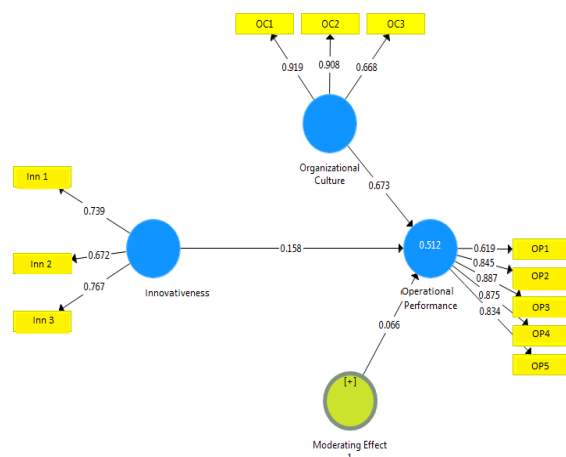 OC1 OC2 OC3
0.919 0.908 0.668
Organizational
Culture
0.673
Inn 1
0.739
Inn 2
0.672
0.767
Inn 3
Innovativeness
0.158
0.512
Operational
Performance
0.619
0.845
0.887
0.875
0.834
OP1
OP2
OP3
OP4
OP5
0.066
[+]
Moderating Effect
1